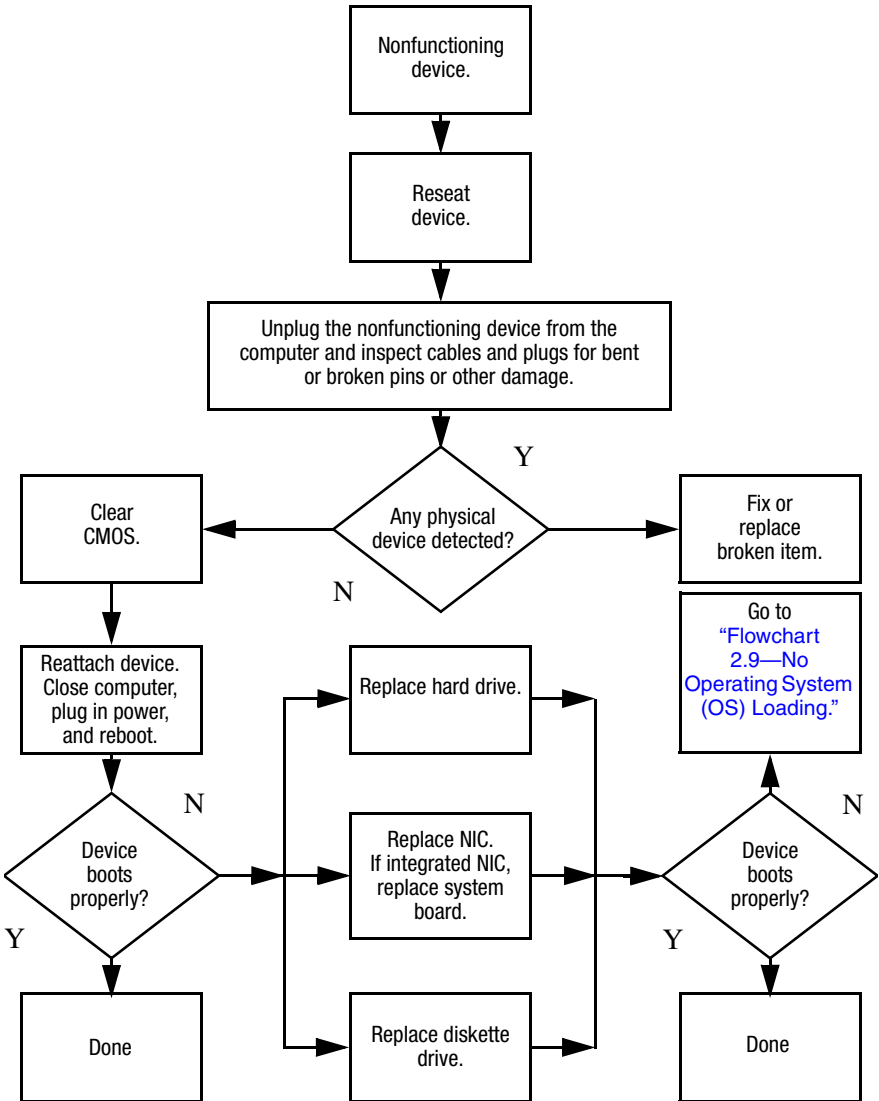 Nonfunctioning
device.
Reseat
device.
Unplug the nonfunctioning device from the
computer and inspect cables and plugs for bent
or broken pins or other damage.
Y
Clear
CMOS.
Any physical
device detected?
Fix or
replace
broken item.
N
Go to
“Flowchart
2.9—No
Operating System
(OS) Loading.”
Reattach device.
Close computer,
plug in power,
and reboot.
Replace hard drive.
N
N
Device
boots
properly?
Replace NIC.
If integrated NIC,
replace system
board.
Device
boots
properly?
Y
Y
Done
Replace diskette
drive.
Done